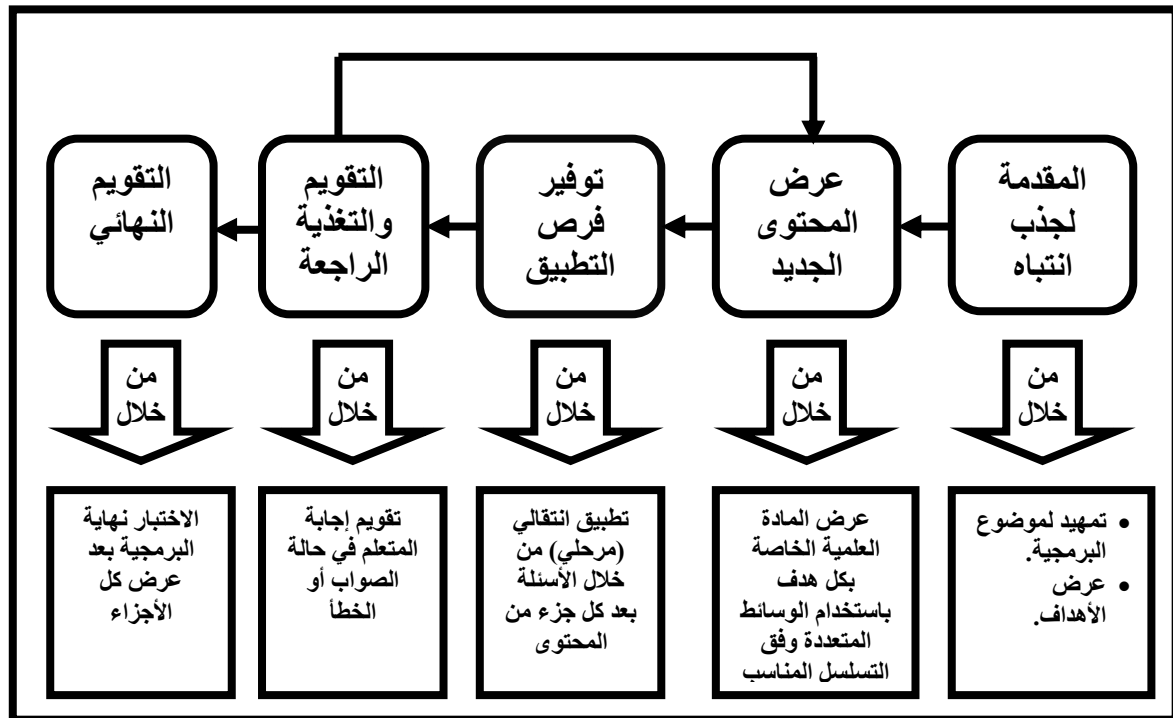 المقدمة
لجذب
انتباه
عرض
المحتوى
الجديد
توفير
فرص
التطبيق
التقويم
والتغذية
الراجعة
التقويم
النهائي
من
خلال
من
خلال
من
خلال
من
خلال
من
خلال
• تمهيد لموضوع
البرمجية.
• عرض
الأهداف.
عرض المادة
العلمية الخاصة
بكل هدف
باستخدام الوسائط
المتعددة وفق
التسلسل المناسب
تطبيق انتقالي
(مرحلي) من
خلال الأسئلة
بعد كل جزء من
المحتوى
تقويم إجابة
المتعلم في حالة
الصواب أو
الخطأ
الاختبار نهاية
البرمجية بعد
عرض كل
الأجزاء